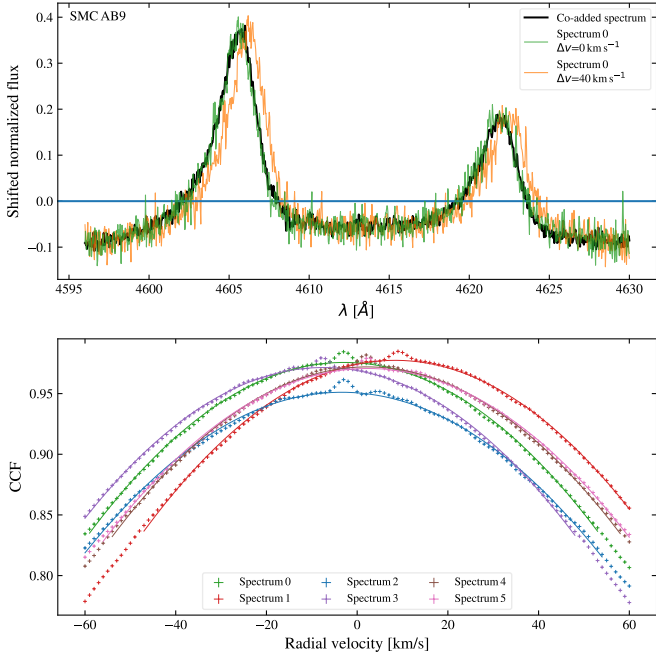 SMC AB9
Co-added spectrum
Spectrum 0
Δv=0 km s⁻¹
Spectrum 0
Δv=40 km s⁻¹
Shifted normalized flux
0.4
0.3
0.2
0.1
0.0
−0.1
4595 4600 4605 4610 4615 4620 4625 4630
λ [Å]
CCF
0.95
0.90
0.85
0.80
Spectrum 0 Spectrum 2 Spectrum 4
Spectrum 1 Spectrum 3 Spectrum 5
−60 −40 −20 0 20 40 60
Radial velocity [km/s]